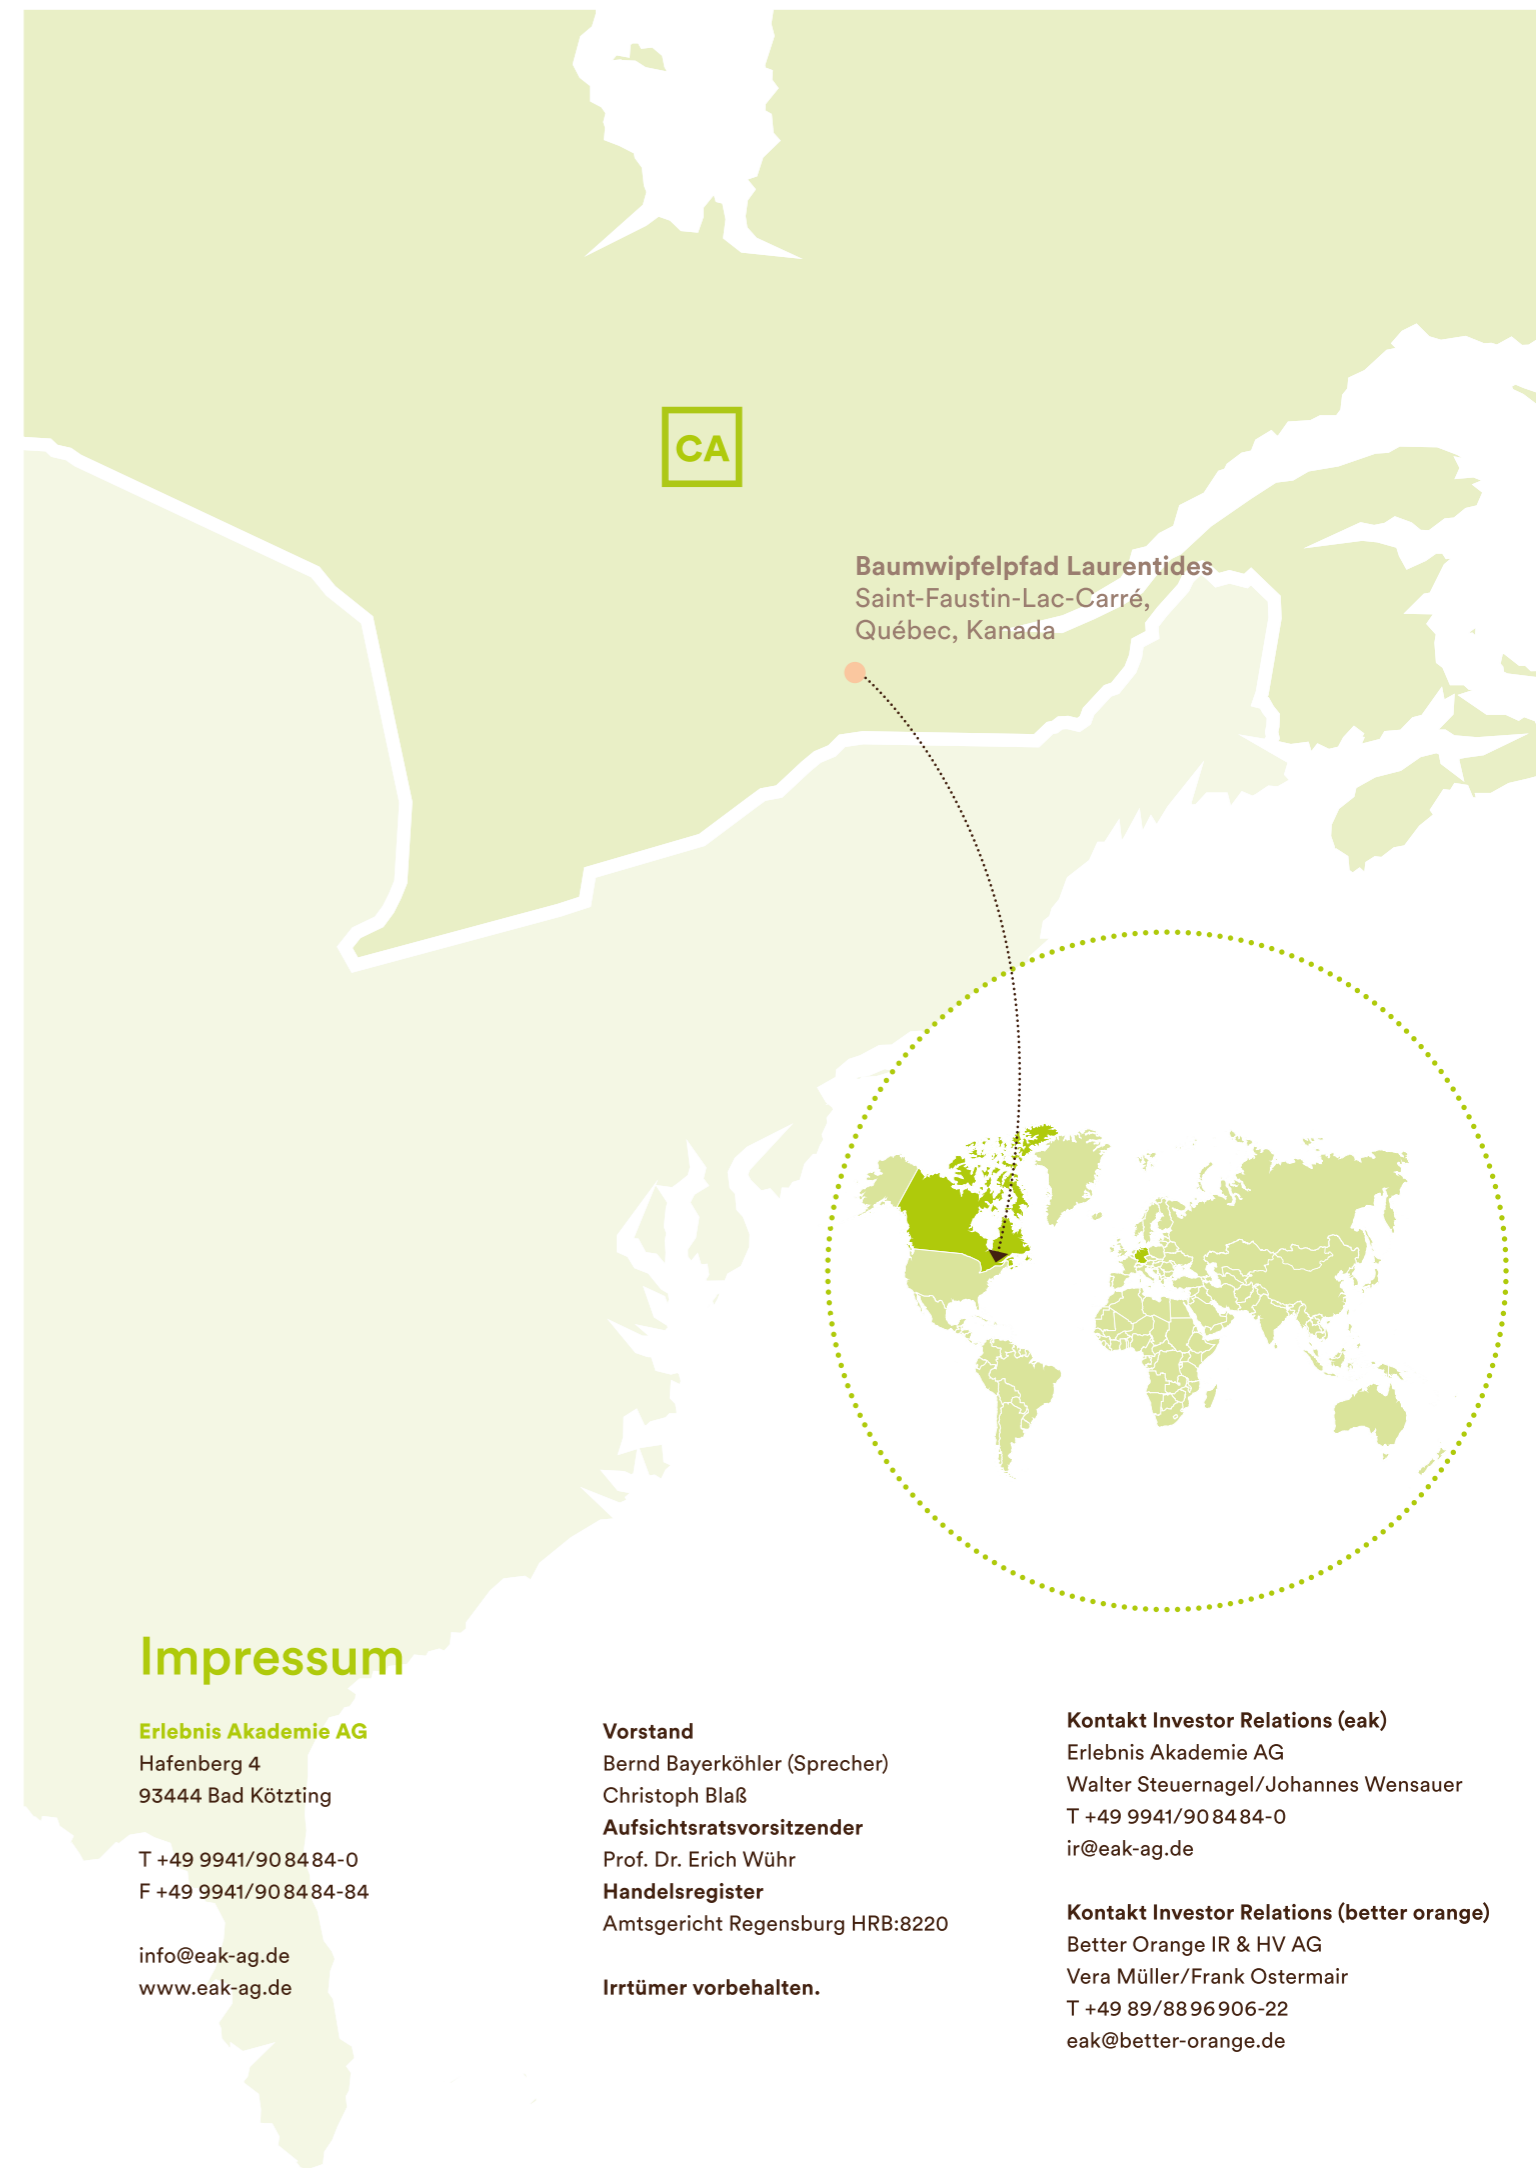 CA
Baumwipfelpfad Laurentides
Saint-Faustin-Lac-Carré,
Québec, Kanada
Impressum
Erlebnis Akademie AG
Hafenberg 4
93444 Bad Kötzting
T +49 9941/908484-0
F +49 9941/908484-84
info@eak-ag.de
www.eak-ag.de
Vorstand
Bernd Bayerköhler (Sprecher)
Christoph Blaß
Aufsichtsratsvorsitzender
Prof. Dr. Erich Wühr
Handelsregister
Amtsgericht Regensburg HRB:8220
Irrtümer vorbehalten.
Kontakt Investor Relations (eak)
Erlebnis Akademie AG
Walter Steuernagel/Johannes Wensauer
T +49 9941/908484-0
ir@eak-ag.de
Kontakt Investor Relations (better orange)
Better Orange IR & HV AG
Vera Müller/Frank Ostermair
T +49 89/8896906-22
eak@better-orange.de